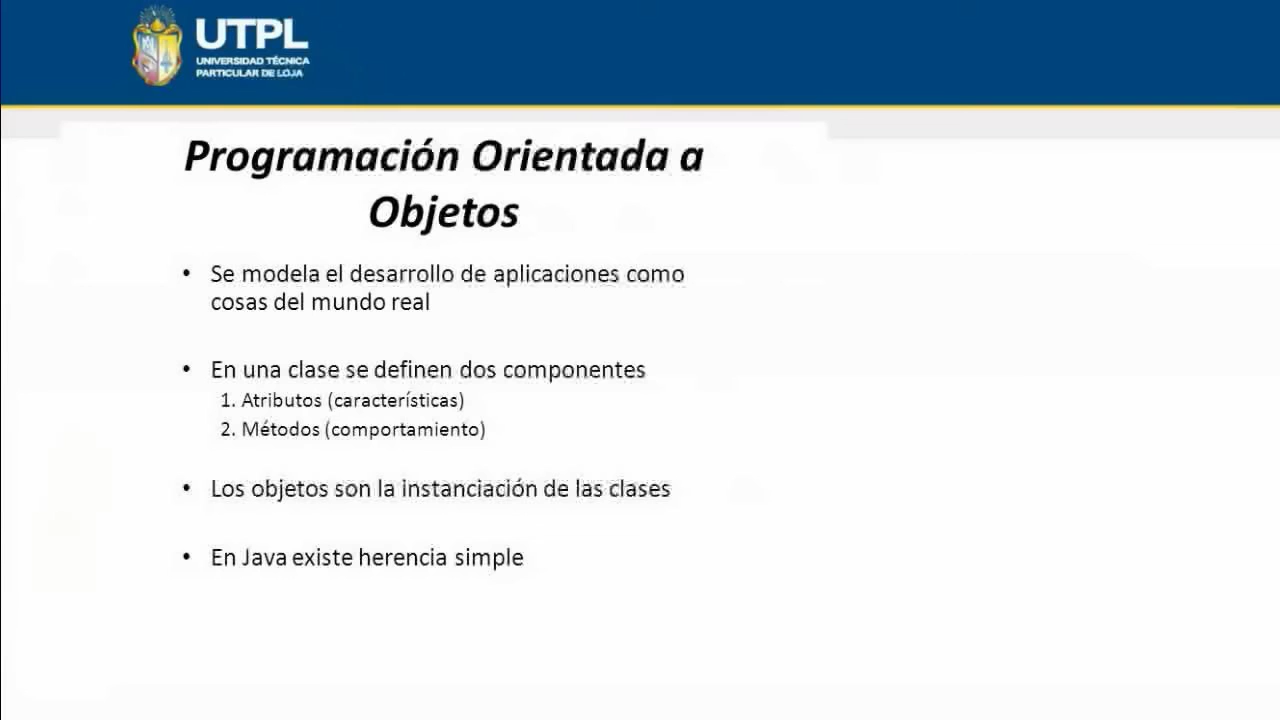 UTPL
UNIVERSIDAD TÉCNICA
PARTICULAR DE LOJA
Programación Orientada a
Objetos
• Se modela el desarrollo de aplicaciones como
cosas del mundo real
• En una clase se definen dos componentes
1. Atributos (características)
2. Métodos (comportamiento)
• Los objetos son la instanciación de las clases
• En Java existe herencia simple